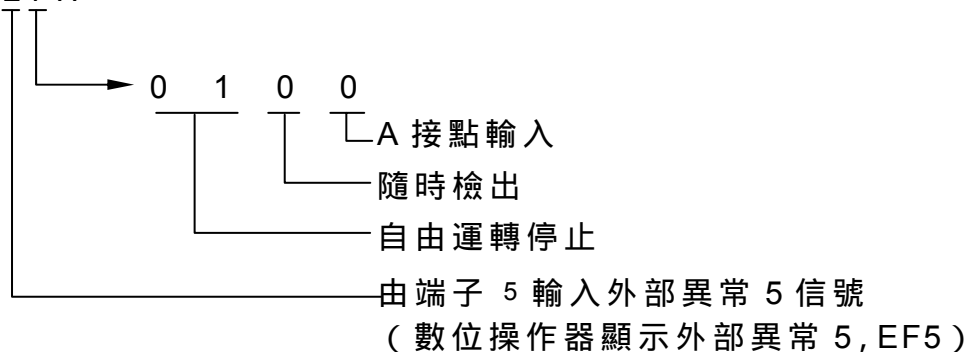 0 1 0 0
A 接點輸入
隨時檢出
自由運轉停止
由端子 5 輸入外部異常 5 信號
(數位操作器顯示外部異常 5,EF5)